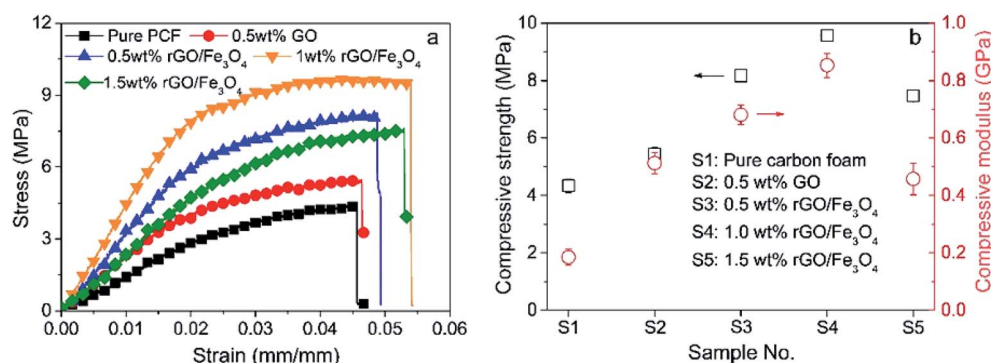 a
Pure PCF 0.5wt% GO
0.5wt% rGO/Fe₃O₄ 1wt% rGO/Fe₃O₄
1.5wt% rGO/Fe₃O₄
Stress (MPa)
12
9
6
3
0
0.00 0.01 0.02 0.03 0.04 0.05 0.06
Strain (mm/mm)
b
Compressive strength (MPa)
10
8
6
4
2
0
S1: Pure carbon foam
S2: 0.5 wt% GO
S3: 0.5 wt% rGO/Fe₃O₄
S4: 1.0 wt% rGO/Fe₃O₄
S5: 1.5 wt% rGO/Fe₃O₄
S1 S2 S3 S4 S5
Sample No.
1.0
0.8
0.6
0.4
0.2
0.0
Compressive modulus (GPa)